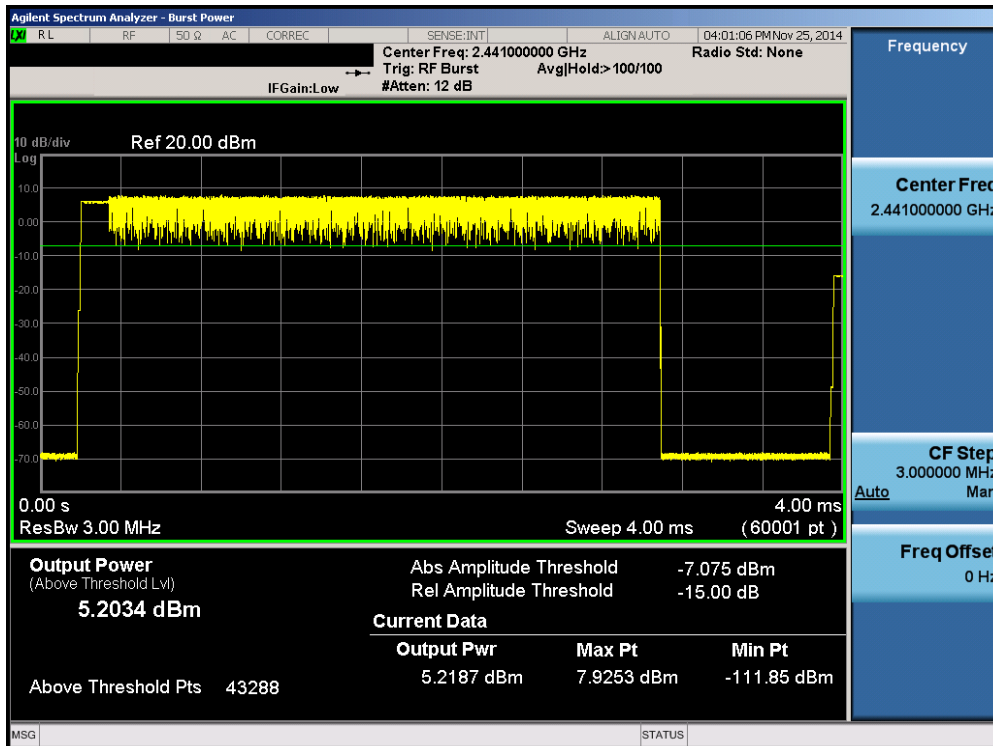 Agilent Spectrum Analyzer - Burst Power
LXI RL RF 50 Ω AC CORREC SENSE:INT ALIGN AUTO 04:01:06 PM Nov 25, 2014
Center Freq: 2.441000000 GHz Radio Std: None
Trig: RF Burst Avg|Hold:> 100/100
IFGain:Low #Atten: 12 dB
10 dB/div Ref 20.00 dBm
Log
10.0
0.00
-10.0
-20.0
-30.0
-40.0
-50.0
-60.0
-70.0
0.00 s 4.00 ms
ResBw 3.00 MHz Sweep 4.00 ms (60001 pt)
Output Power
(Above Threshold Lvl)
5.2034 dBm
Above Threshold Pts 43288
Abs Amplitude Threshold -7.075 dBm
Rel Amplitude Threshold -15.00 dB
Current Data
Output Pwr Max Pt Min Pt
5.2187 dBm 7.9253 dBm -111.85 dBm
Frequency
Center Freq
2.441000000 GHz
CF Step
3.000000 MHz
Auto Man
Freq Offset
0 Hz
MSG STATUS